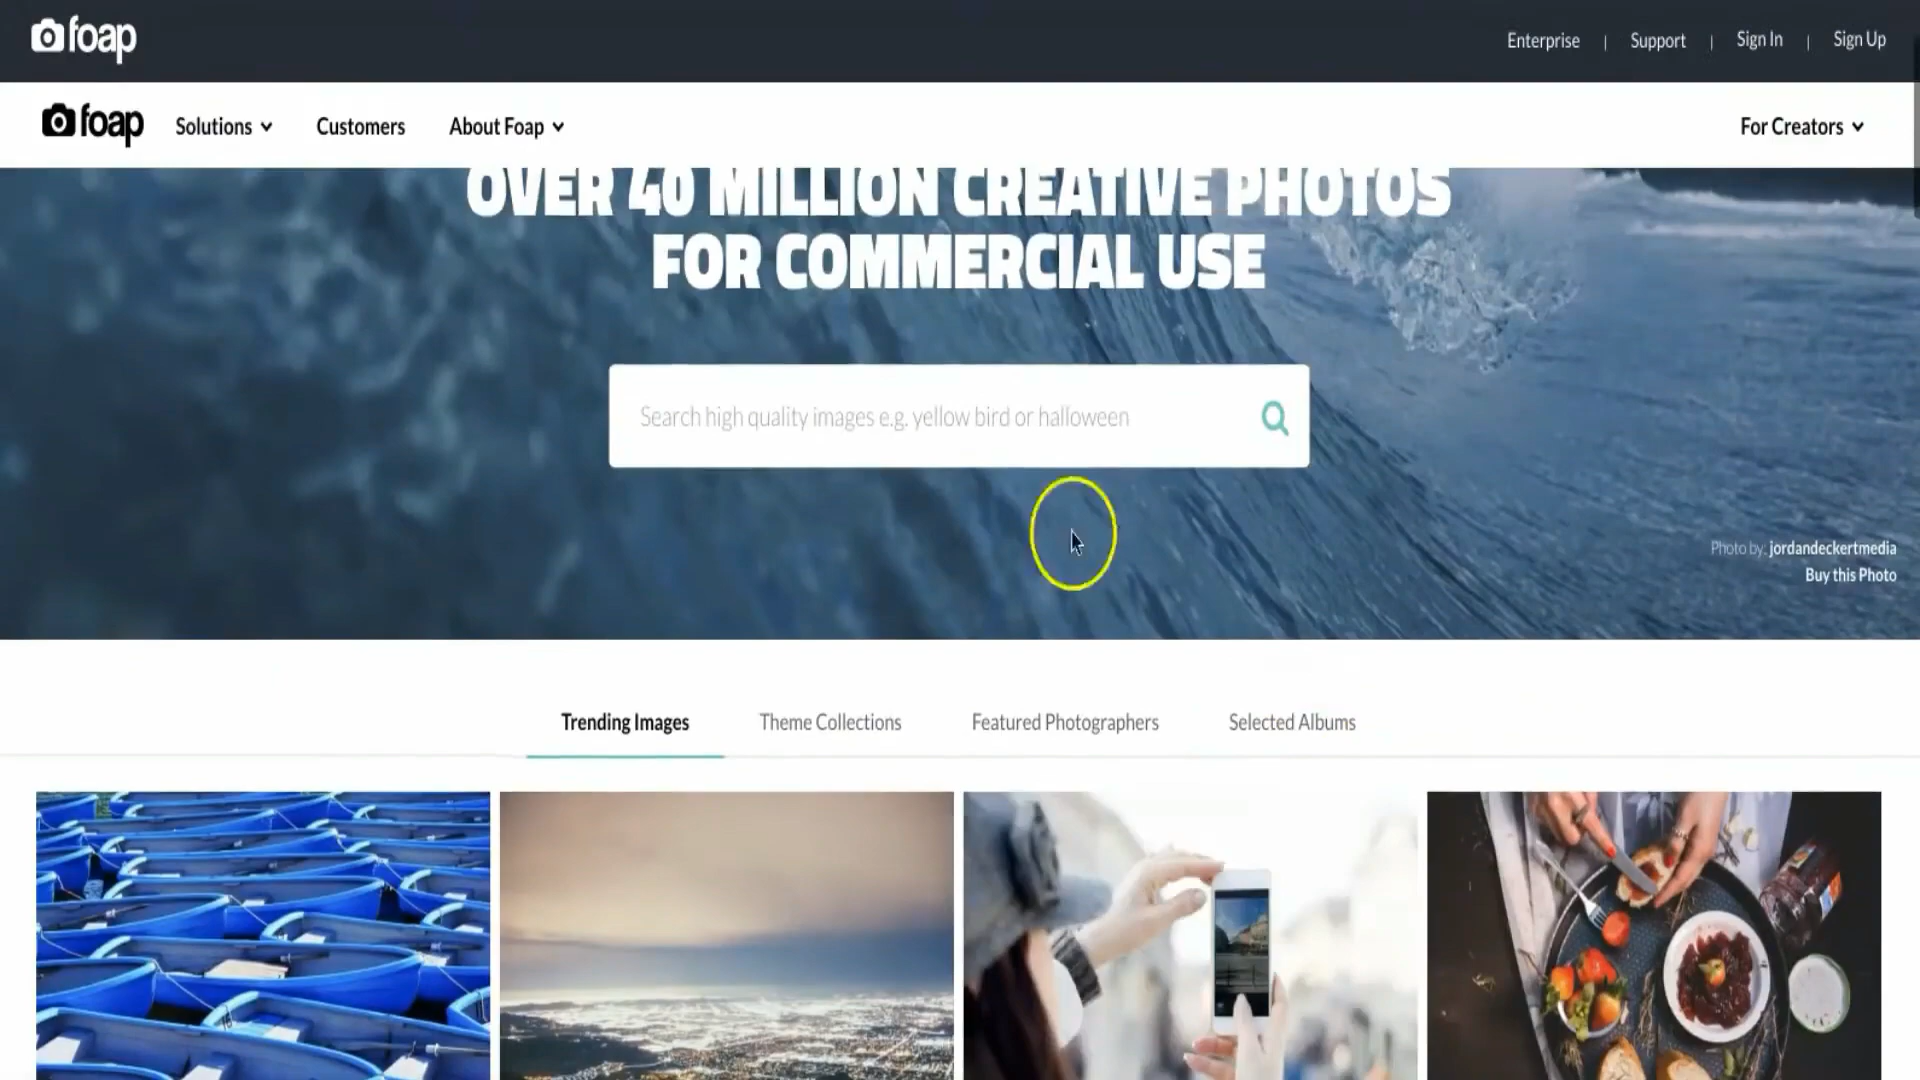 foap
Enterprise | Support | Sign In | Sign Up
foap Solutions Customers About Foap For Creators
OVER 40 MILLION CREATIVE PHOTOS
FOR COMMERCIAL USE
Search high quality images e.g. yellow bird or halloween
Photo by: jordandeckertmedia
Buy this Photo
Trending Images Theme Collections Featured Photographers Selected Albums